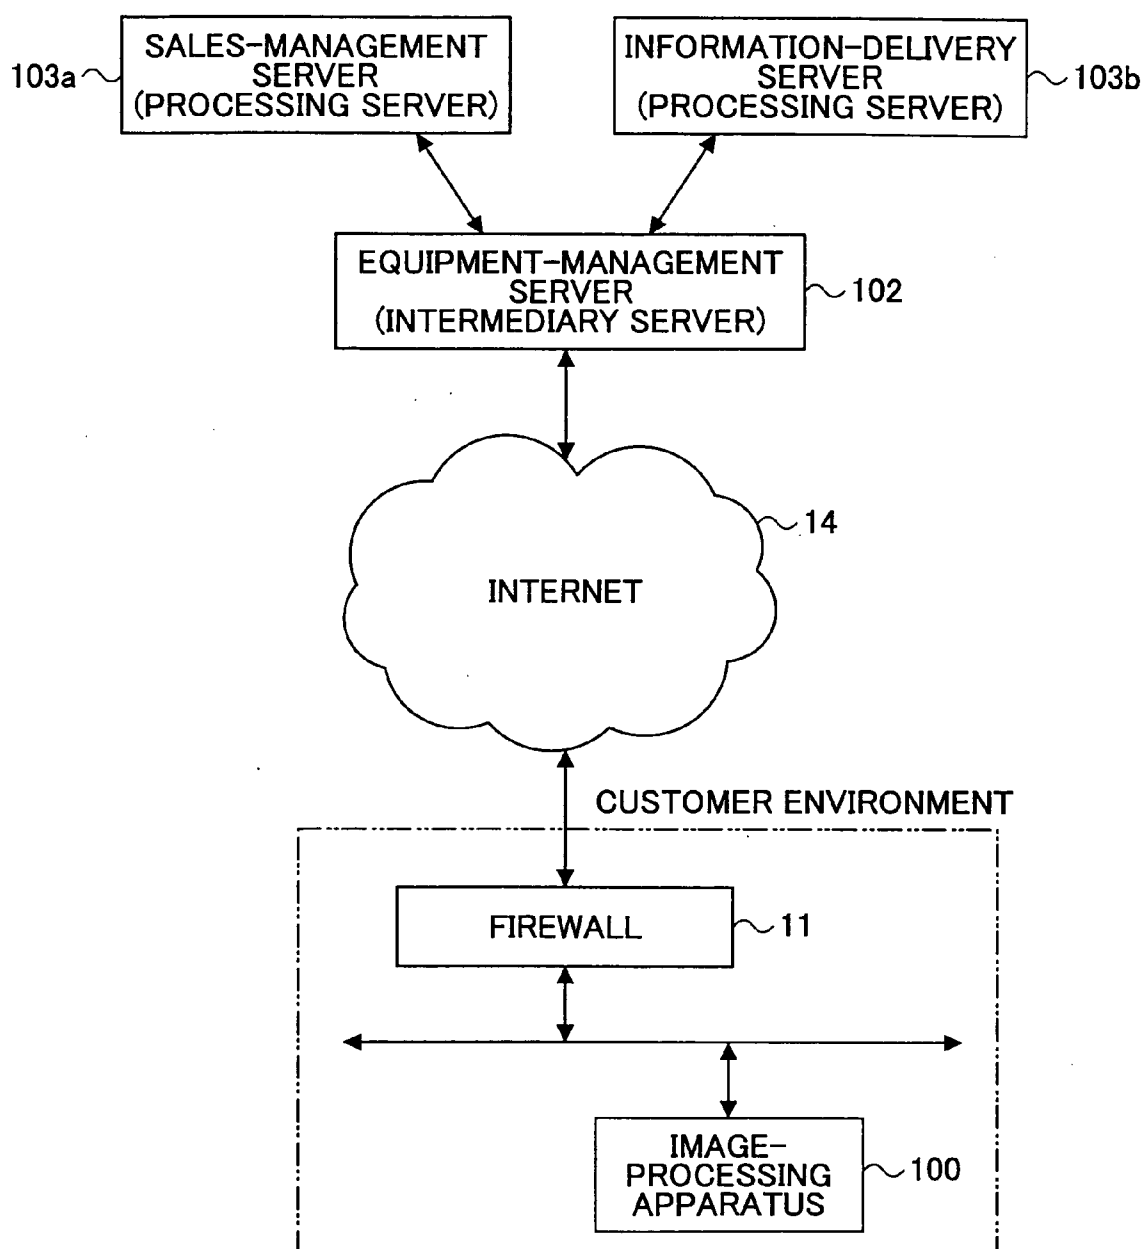 SALES-MANAGEMENT
SERVER
(PROCESSING SERVER)
103a
INFORMATION-DELIVERY
SERVER
(PROCESSING SERVER)
103b
EQUIPMENT-MANAGEMENT
SERVER
(INTERMEDIARY SERVER)
102
14
INTERNET
CUSTOMER ENVIRONMENT
FIREWALL
11
IMAGE-
PROCESSING
APPARATUS
100